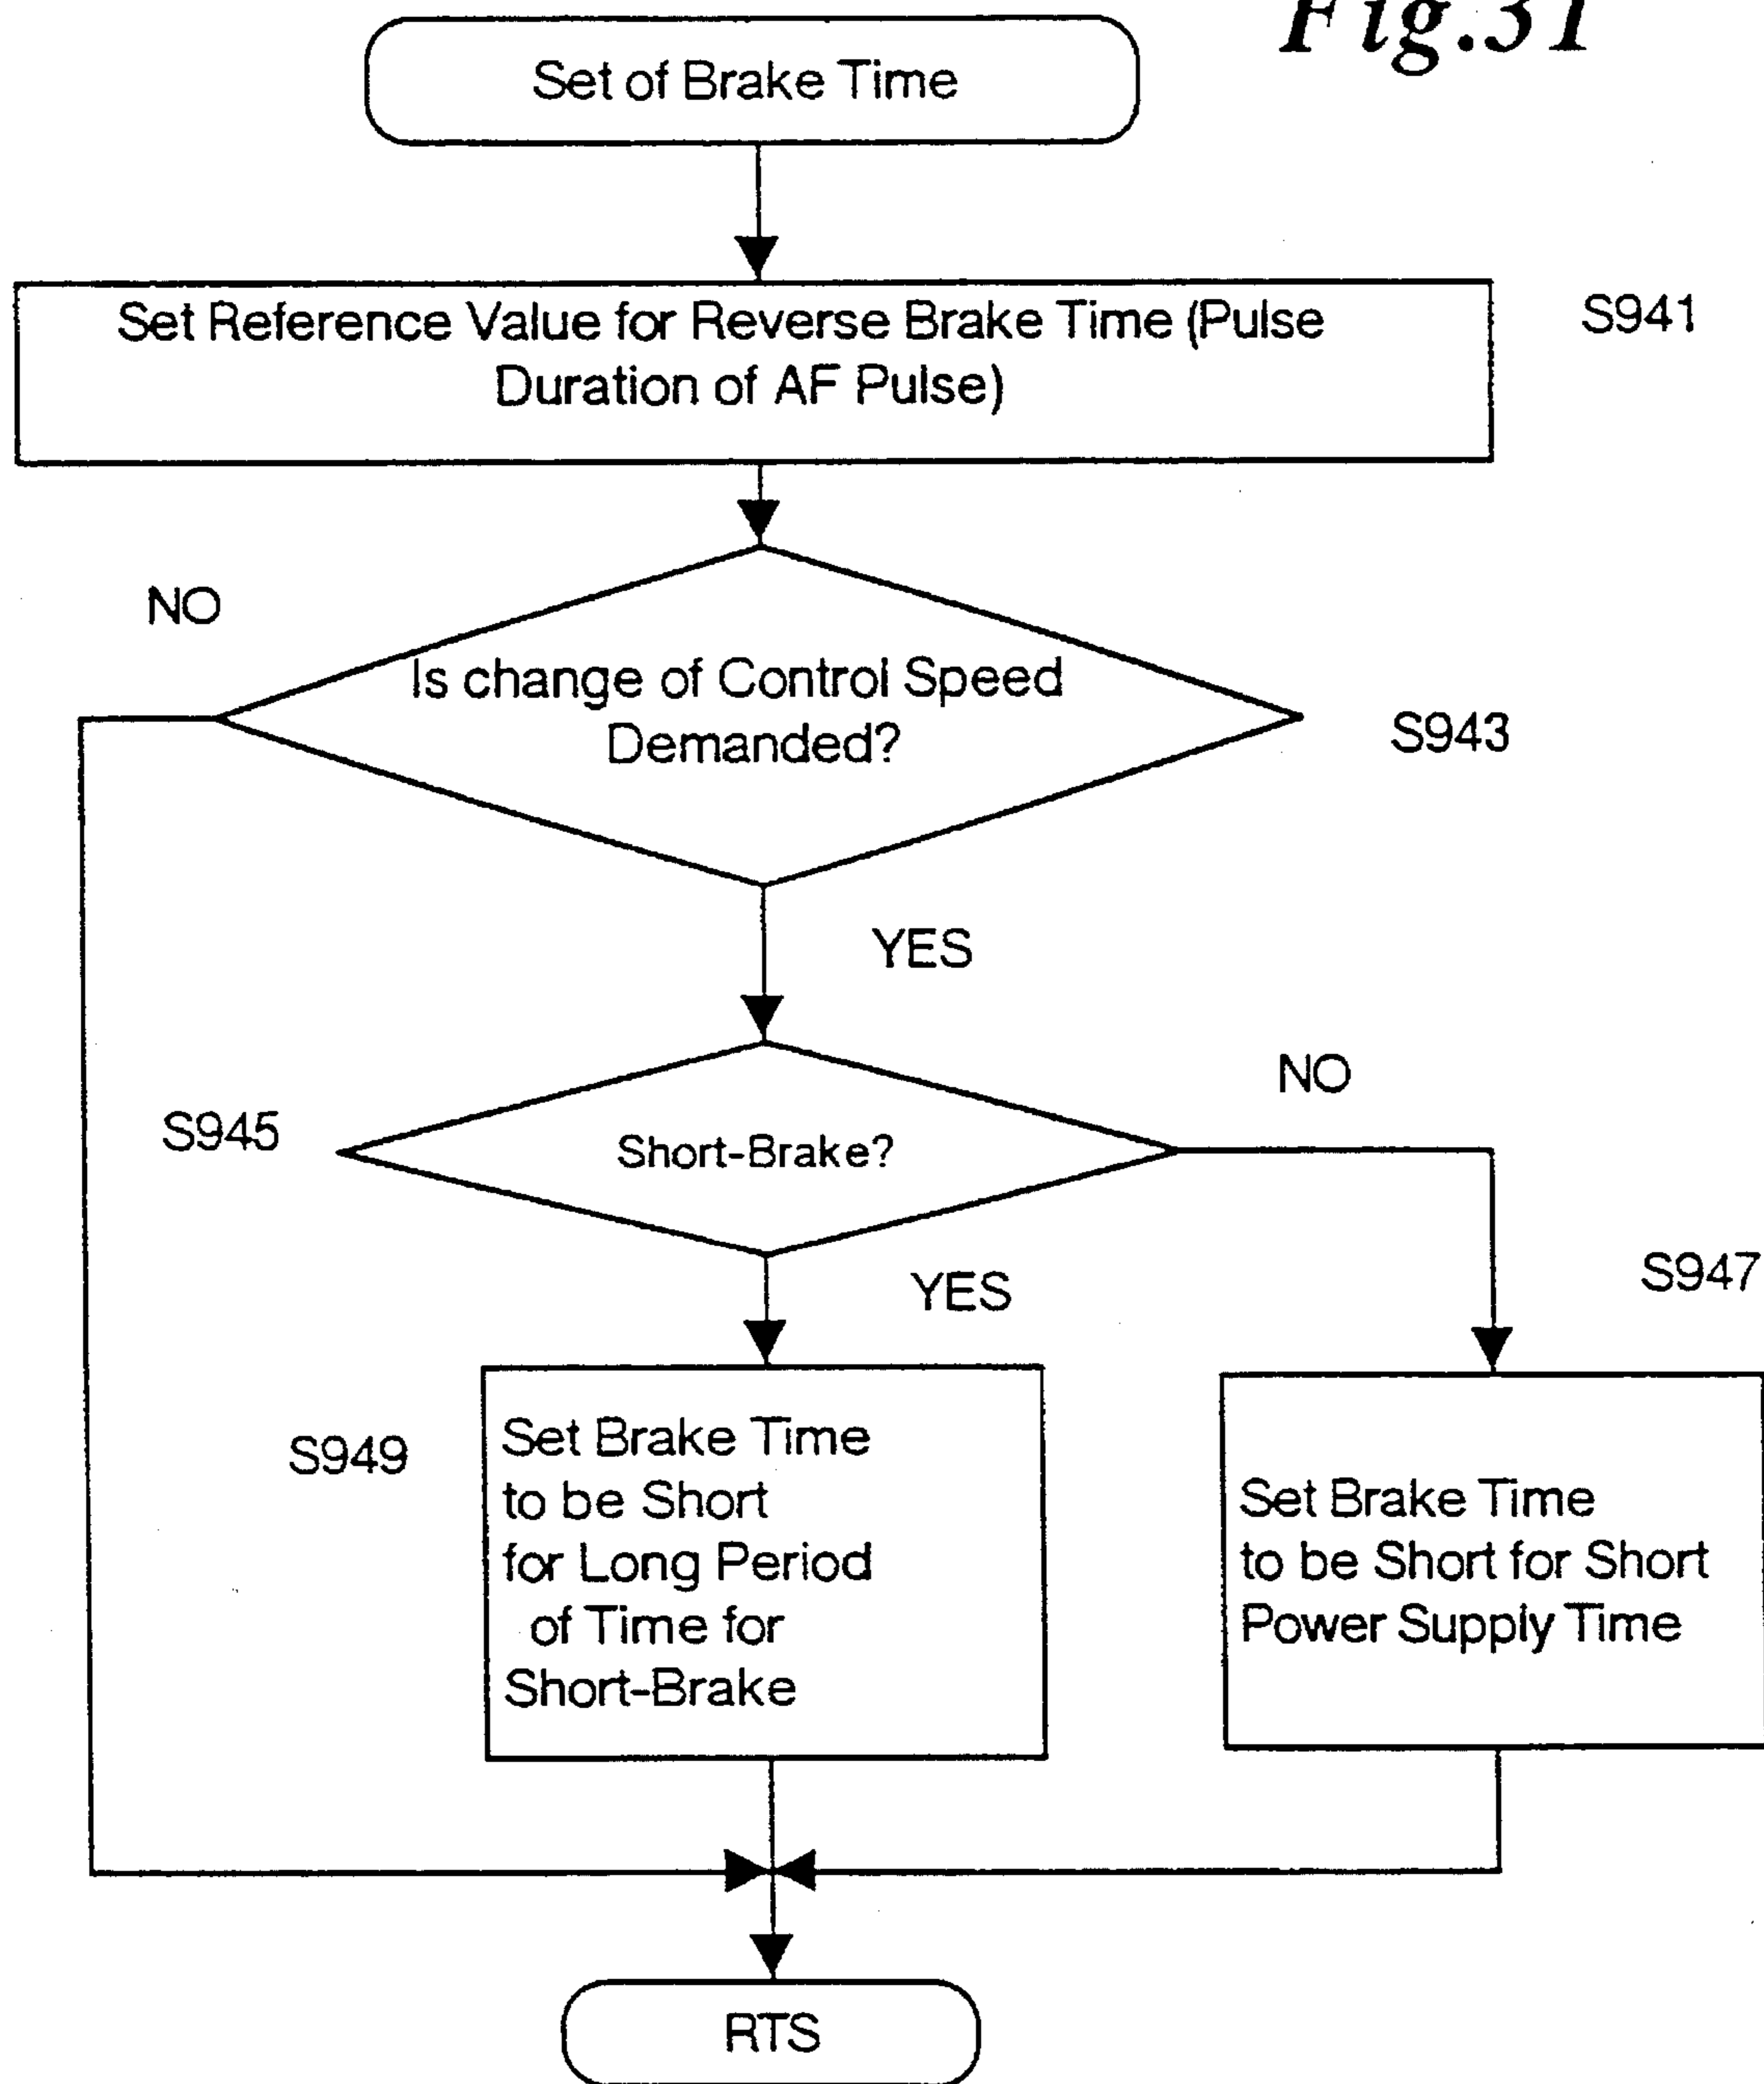 Fig.31
Set of Brake Time
Set Reference Value for Reverse Brake Time (Pulse
Duration of AF Pulse)
S941
NO
Is change of Control Speed
Demanded?
S943
YES
NO
S945
Short-Brake?
YES
S947
S949
Set Brake Time
to be Short
for Long Period
of Time for
Short-Brake
Set Brake Time
to be Short for Short
Power Supply Time
RTS